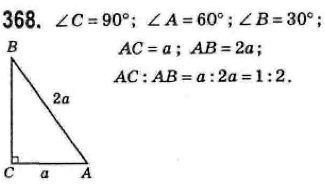 368. ∠C = 90°; ∠A = 60°; ∠B = 30°;
AC = a; AB = 2a;
AC : AB = a : 2a = 1 : 2.
B
2a
C a A